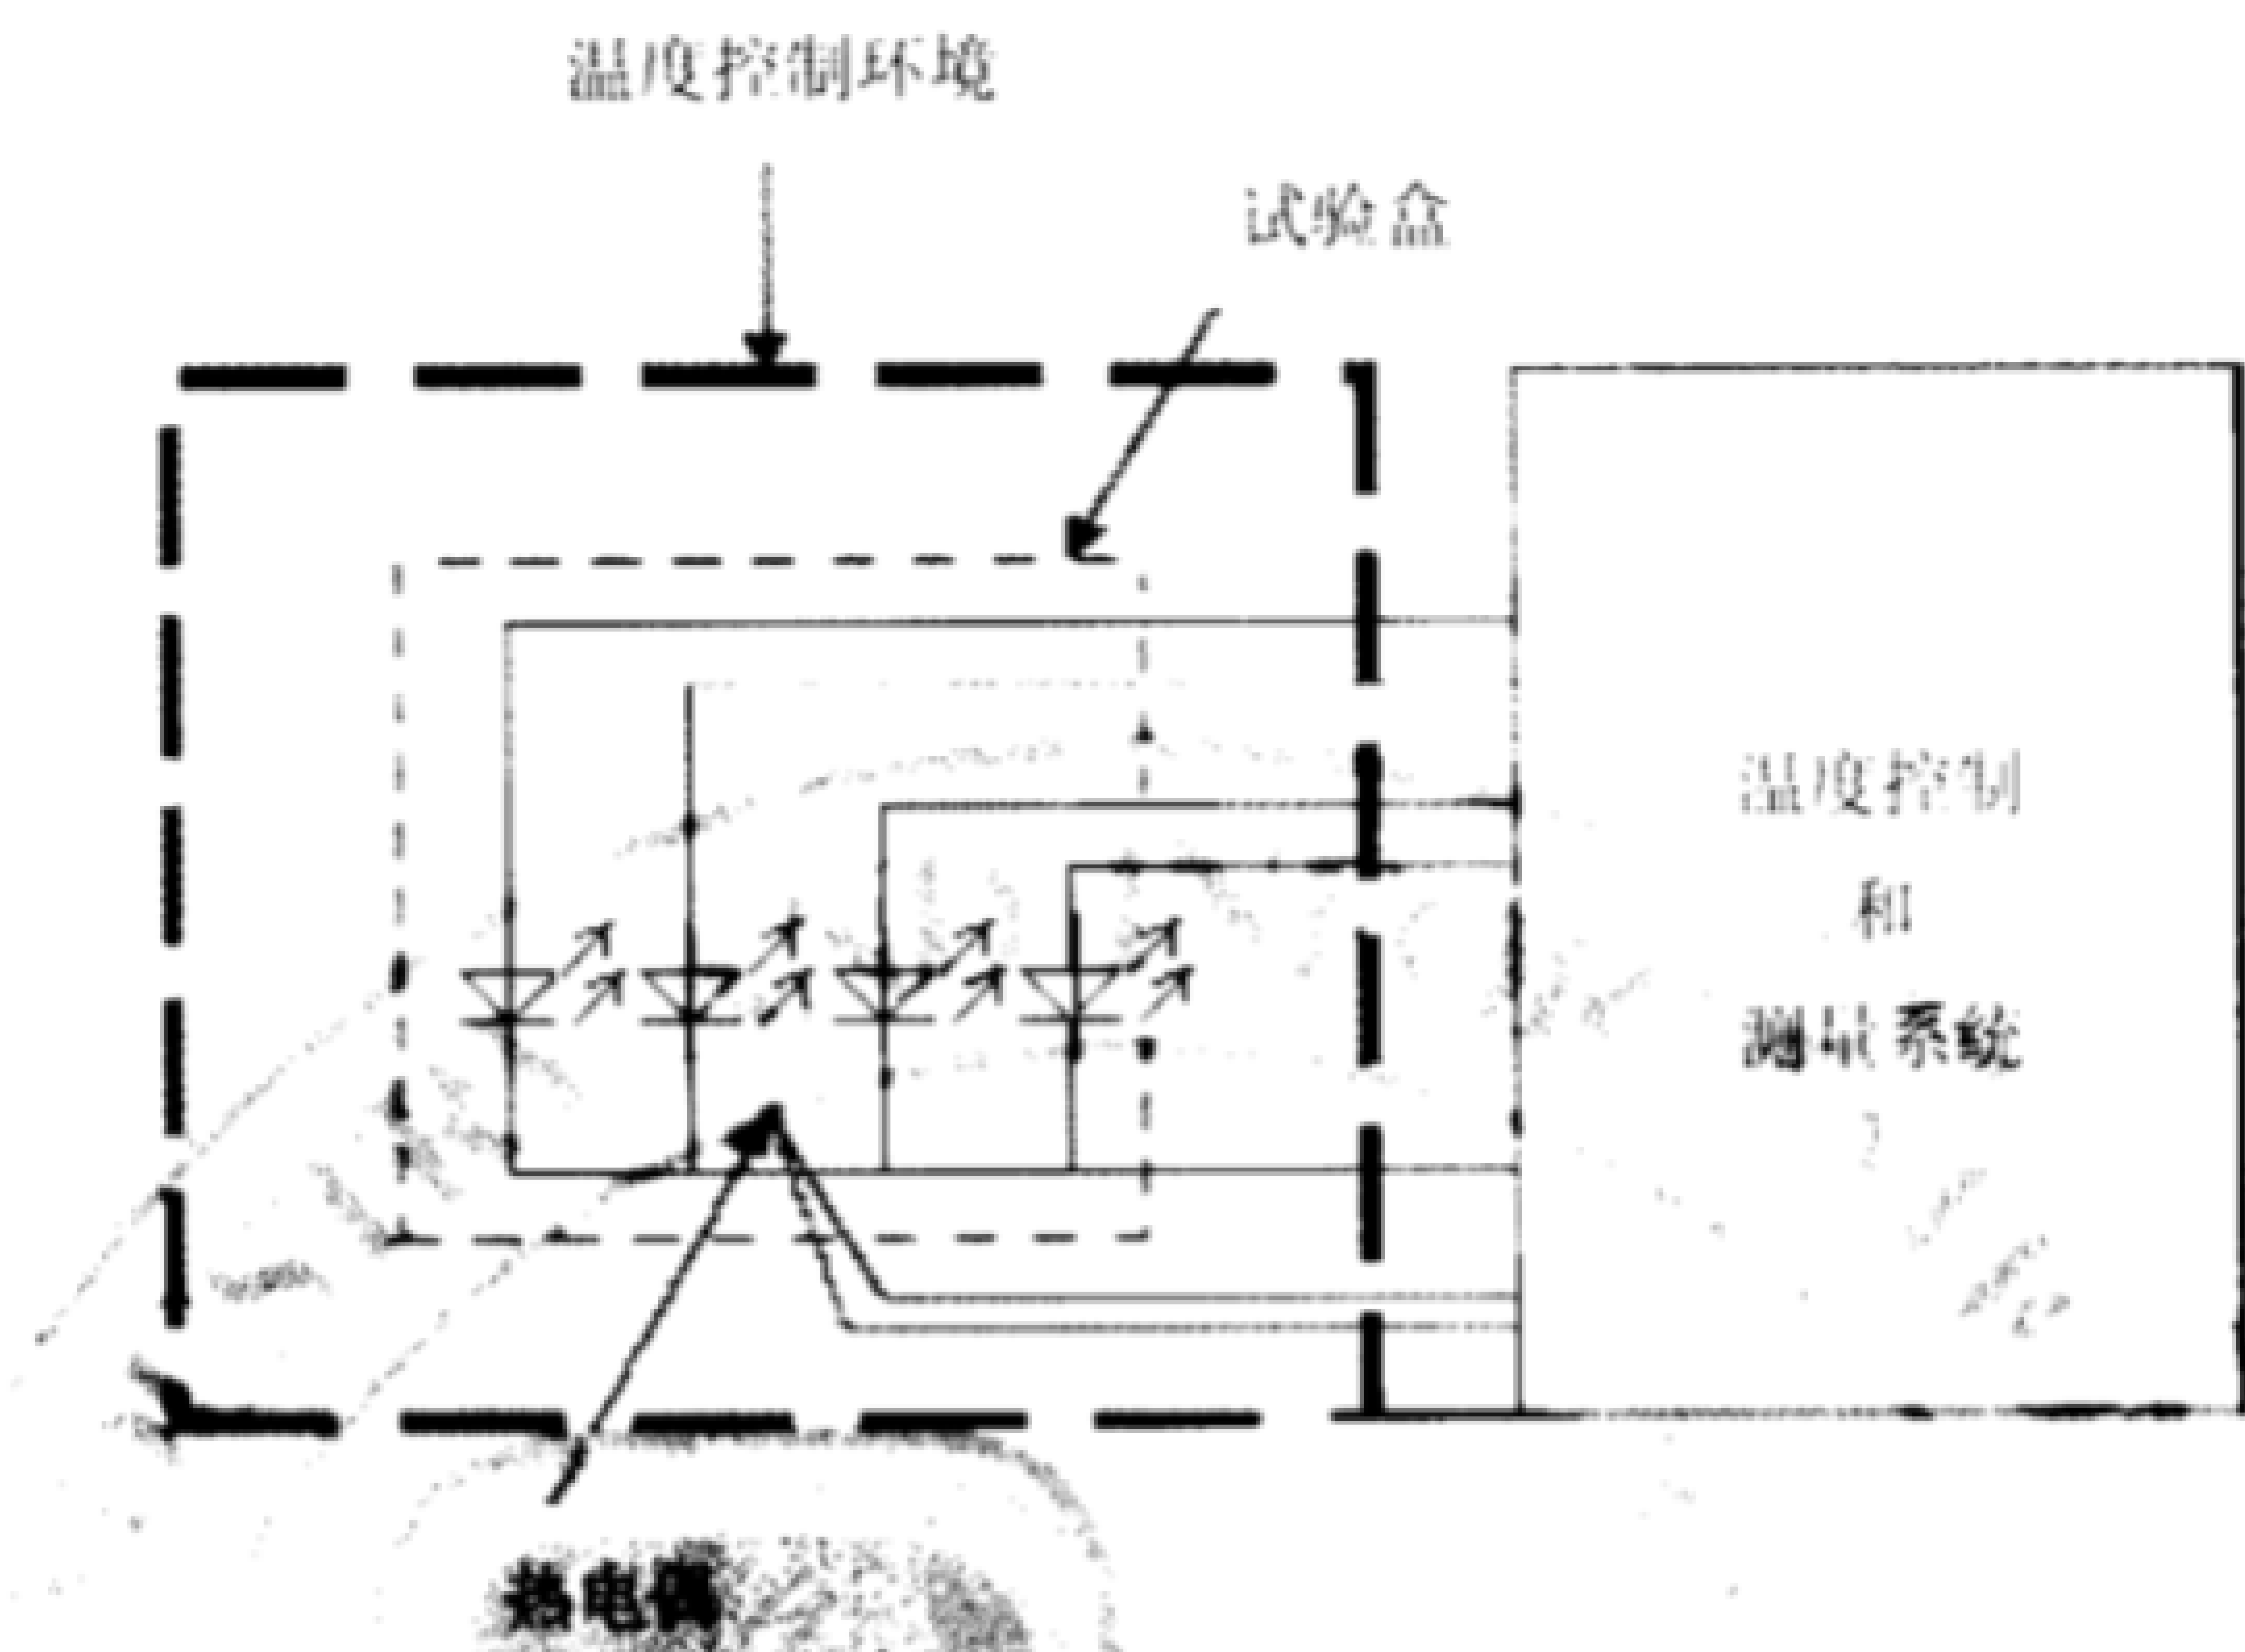 温度控制环境
试验盒
温度控制
和
测量系统
热电偶